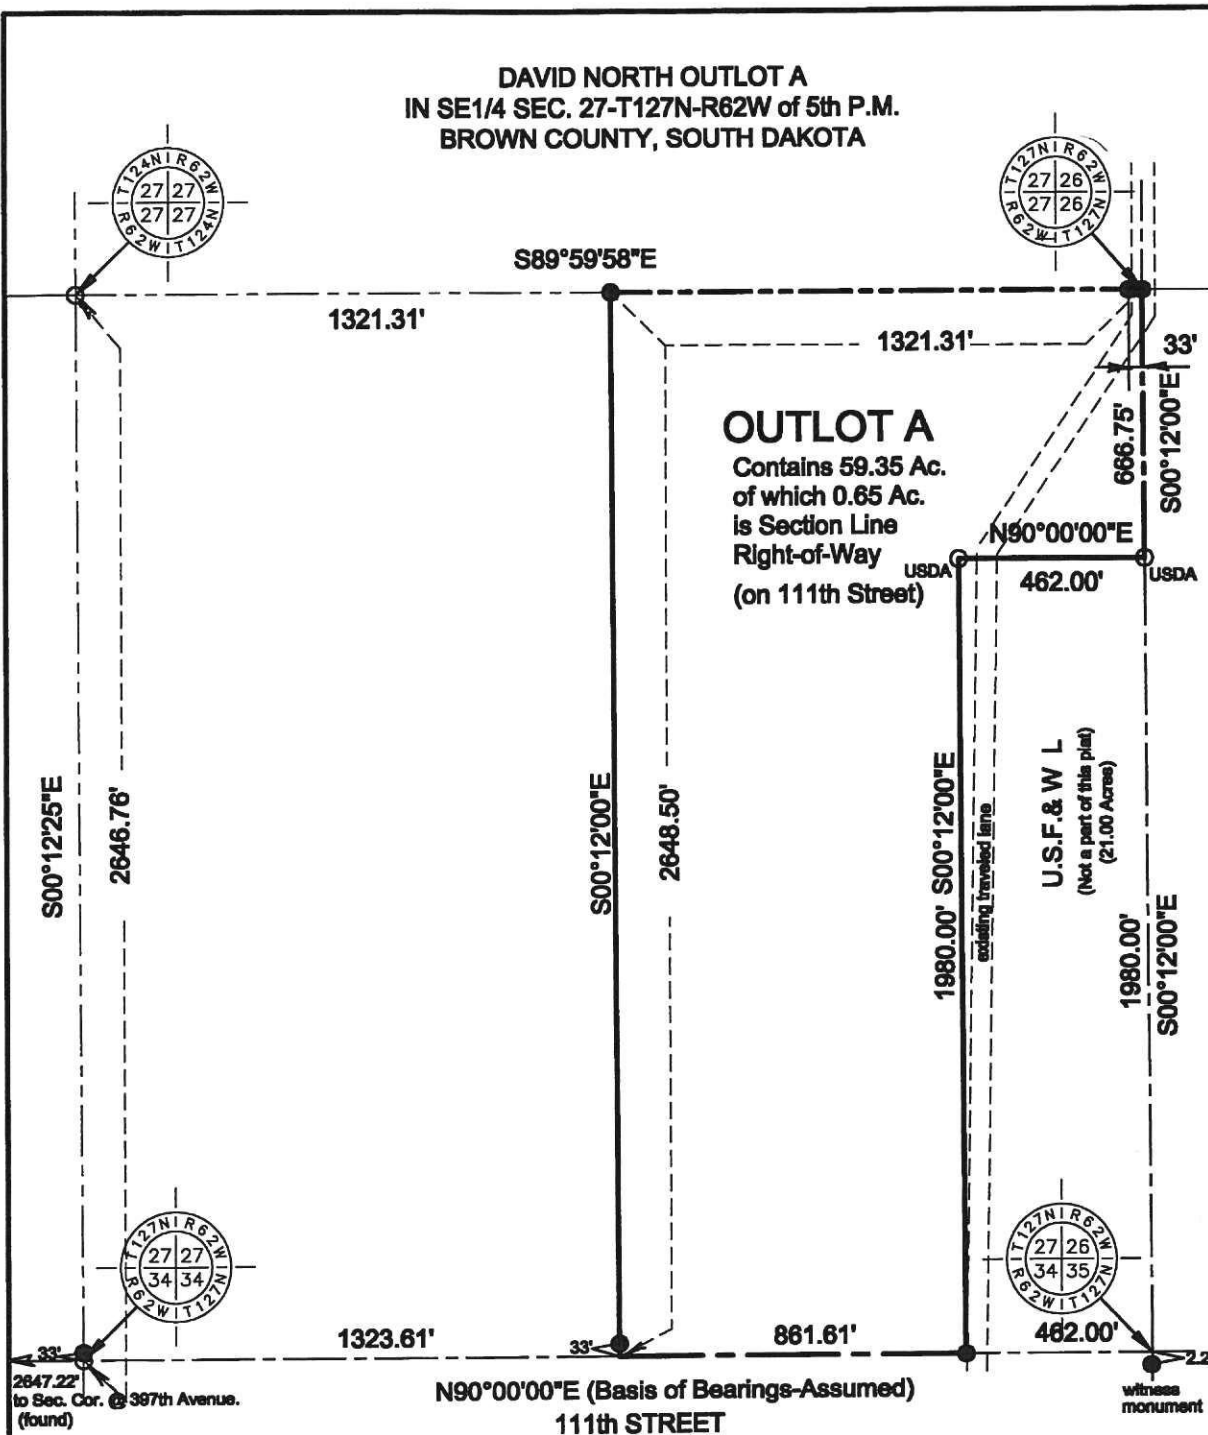 DAVID NORTH OUTLOT A
IN SE1/4 SEC. 27-T127N-R62W of 5th P.M.
BROWN COUNTY, SOUTH DAKOTA
T124N R62W
27 27
27 27
R62W T124N
T127N R62W
27 26
27 26
R62W T127N
S89°59'58"E
1321.31'
1321.31'
33'
666.75'
S00°12'00"E
OUTLOT A
Contains 59.35 Ac.
of which 0.65 Ac.
is Section Line
Right-of-Way
(on 111th Street)
N90°00'00"E
USDA
462.00'
USDA
S00°12'25"E
2646.76'
S00°12'00"E
2648.50'
1980.00' S00°12'00"E
existing traveled lane
U.S.F.& W L
(Not a part of this plat)
(21.00 Acres)
1980.00'
S00°12'00"E
T127N R62W
27 27
34 34
R62W T127N
T127N R62W
27 26
34 35
R62W T127N
33'
1323.61'
33'
861.61'
462.00'
2647.22'
to Sec. Cor. @ 397th Avenue.
(found)
N90°00'00"E (Basis of Bearings-Assumed)
111th STREET
witness
monument